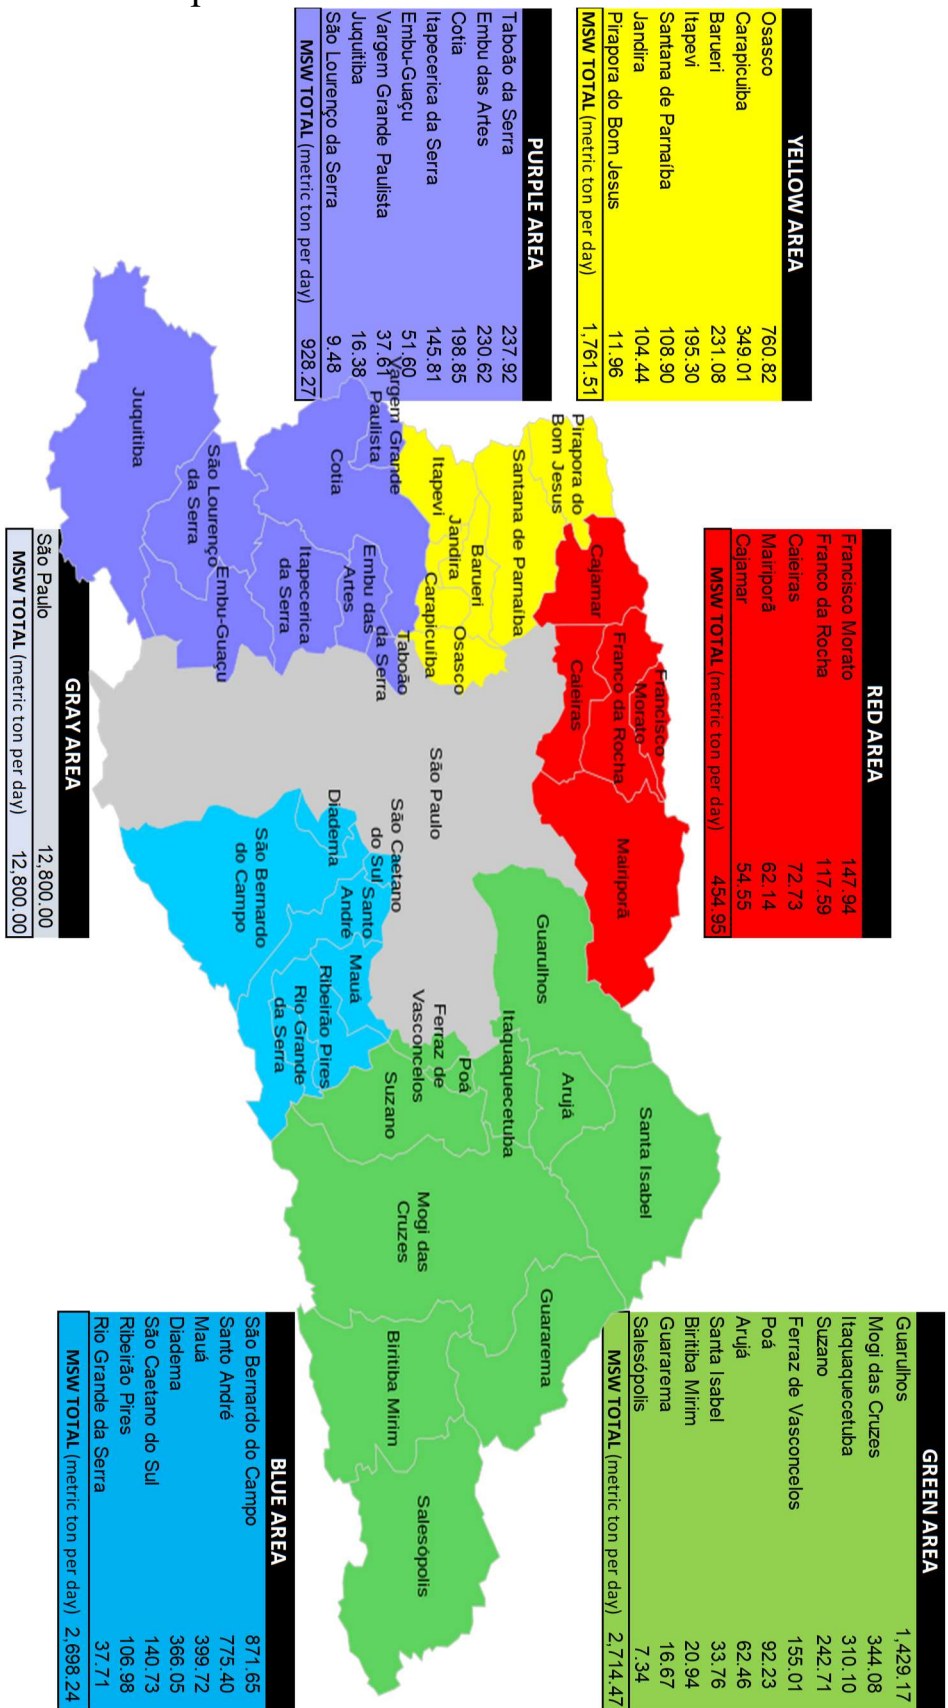 YELLOW AREA
Osasco 760.82
Carapicuiba 349.01
Barueri 231.08
Itapevi 195.30
Santana de Parnaíba 108.90
Jandira 104.44
Pirapora do Bom Jesus 11.96
MSW TOTAL (metric ton per day) 1,761.51
PURPLE AREA
Taboão da Serra 237.92
Embu das Artes 230.62
Cotia 198.85
Itapecerica da Serra 145.81
Embu-Guaçu 51.60
Vargem Grande Paulista 37.61
Juquitiba 16.38
São Lourenço da Serra 9.48
MSW TOTAL (metric ton per day) 928.27
RED AREA
Francisco Morato 147.94
Franco da Rocha 117.59
Caieiras 72.73
Mairiporã 62.14
Cajamar 54.55
MSW TOTAL (metric ton per day) 454.95
GREEN AREA
Guarulhos 1,429.17
Mogi das Cruzes 344.08
Itaquaquecetuba 310.10
Suzano 242.71
Ferraz de Vasconcelos 155.01
Poá 92.23
Arujá 62.46
Santa Isabel 33.76
Biritiba Mirim 20.94
Guararema 16.67
Salesópolis 7.34
MSW TOTAL (metric ton per day) 2,714.47
BLUE AREA
São Bernardo do Campo 871.65
Santo André 775.40
Mauá 399.72
Diadema 366.05
São Caetano do Sul 140.73
Ribeirão Pires 106.98
Rio Grande da Serra 37.71
MSW TOTAL (metric ton per day) 2,698.24
GRAY AREA
São Paulo 12,800.00
MSW TOTAL (metric ton per day) 12,800.00
Pirapora do
Bom Jesus
Santana de Parnaíba
Barueri
Jandira
Itapevi
Osasco
Carapicuíba
Vargem Grande
Paulista
Cotia
Taboão
da Serra
Embu das
Artes
Itapecerica
da Serra
Embu-Guaçu
São Lourenço
da Serra
Juquitiba
Cajamar
Francisco
Morato
Franco da Rocha
Caieiras
Mairiporã
São Paulo
São Caetano
do Sul
Diadema
Santo
André
São Bernardo
do Campo
Mauá
Ribeirão Pires
Rio Grande
da Serra
Guarulhos
Arujá
Santa Isabel
Itaquaquecetuba
Poá
Ferraz de
Vasconcelos
Suzano
Mogi das
Cruzes
Guararema
Biritiba Mirim
Salesópolis